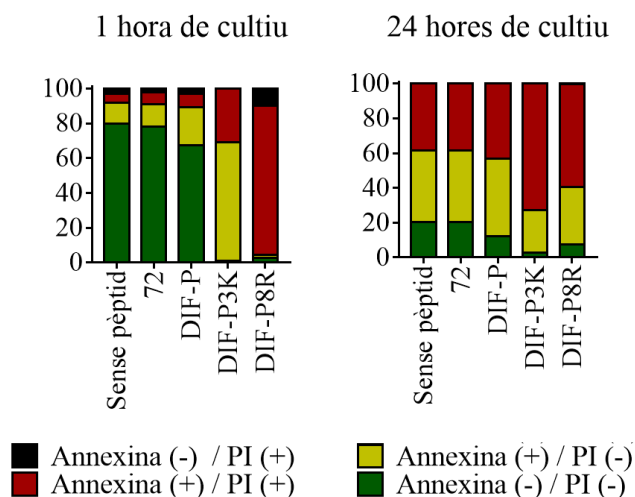 1 hora de cultiu
24 hores de cultiu
100
80
60
40
20
0
Sense pèptid
72
DIF-P
DIF-P3K
DIF-P8R
100
80
60
40
20
0
Sense pèptid
72
DIF-P
DIF-P3K
DIF-P8R
Annexina (-) / PI (+)
Annexina (+) / PI (+)
Annexina (+) / PI (-)
Annexina (-) / PI (-)